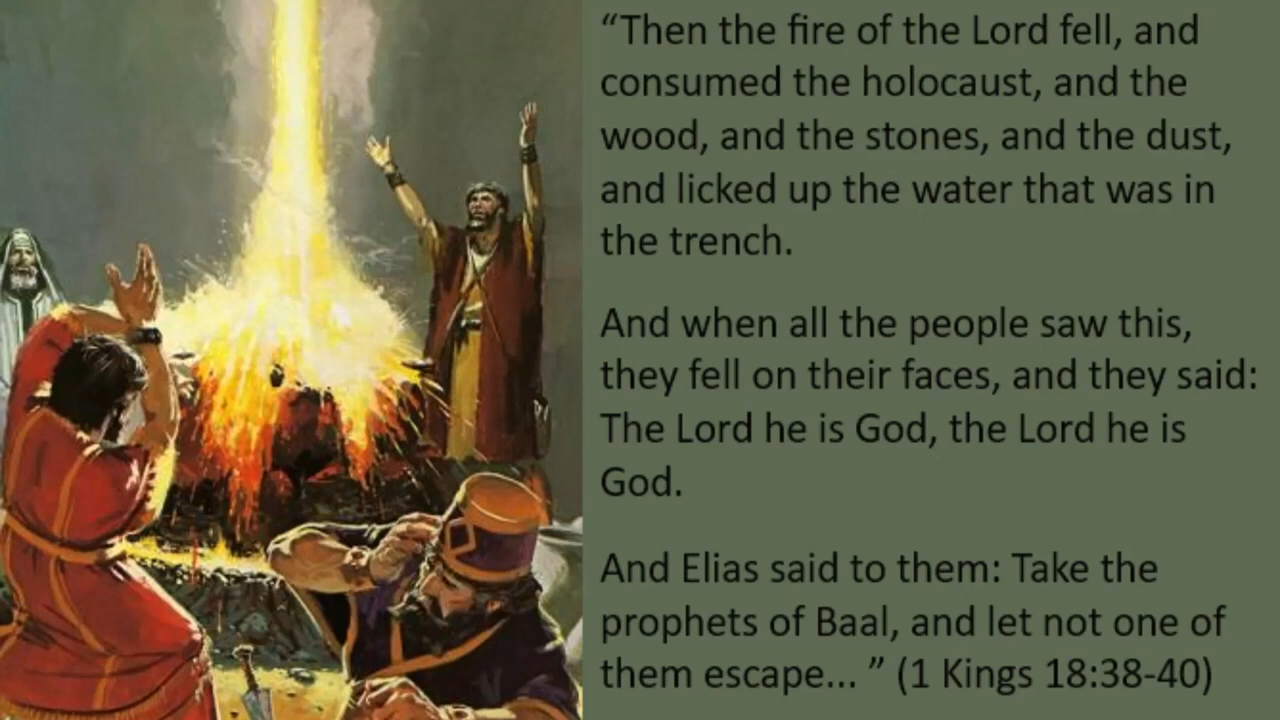 “Then the fire of the Lord fell, and
consumed the holocaust, and the
wood, and the stones, and the dust,
and licked up the water that was in
the trench.
And when all the people saw this,
they fell on their faces, and they said:
The Lord he is God, the Lord he is
God.
And Elias said to them: Take the
prophets of Baal, and let not one of
them escape... ” (1 Kings 18:38-40)